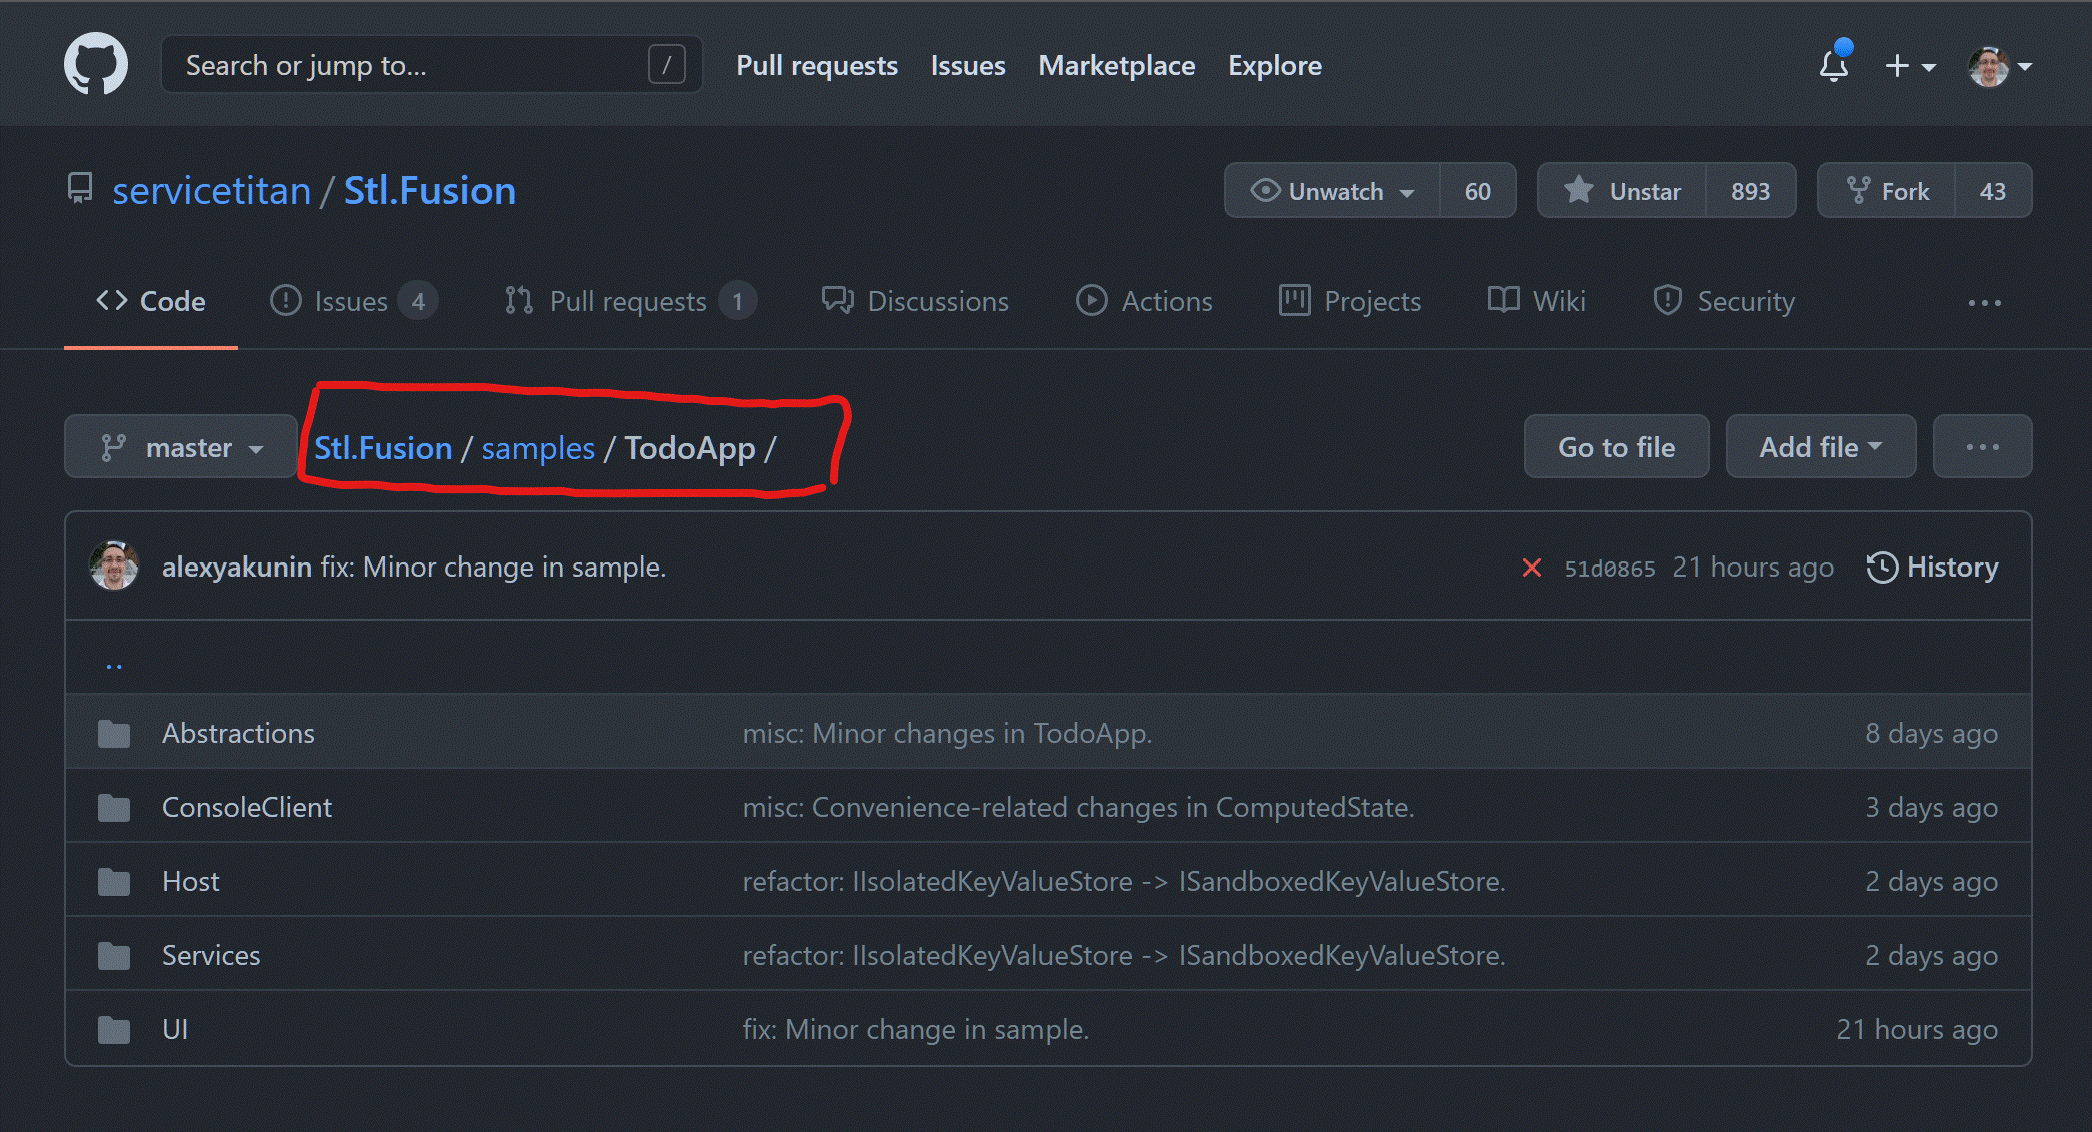 Search or jump to... / Pull requests Issues Marketplace Explore
servicetitan / Stl.Fusion Unwatch 60 Unstar 893 Fork 43
Code Issues 4 Pull requests 1 Discussions Actions Projects Wiki Security ...
master Stl.Fusion / samples / TodoApp / Go to file Add file ...
alexyakunin fix: Minor change in sample. 51d0865 21 hours ago History
..
Abstractions misc: Minor changes in TodoApp. 8 days ago
ConsoleClient misc: Convenience-related changes in ComputedState. 3 days ago
Host refactor: IIsolatedKeyValueStore -> ISandboxedKeyValueStore. 2 days ago
Services refactor: IIsolatedKeyValueStore -> ISandboxedKeyValueStore. 2 days ago
UI fix: Minor change in sample. 21 hours ago